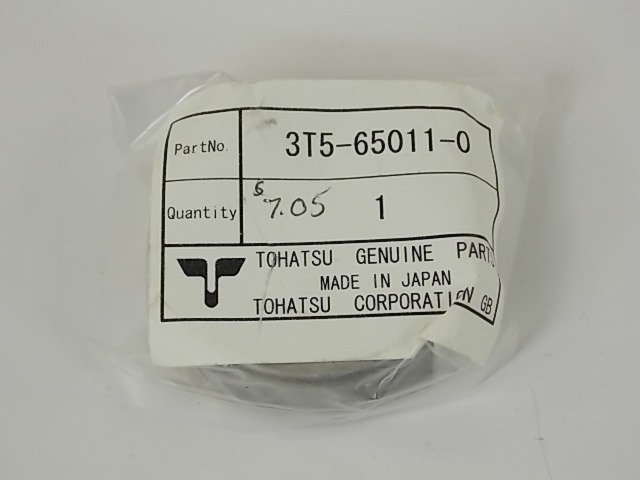 PartNo. 3T5-65011-0
Quantity 7.05 1
TOHATSU GENUINE PARTS
MADE IN JAPAN
TOHATSU CORPORATION GB